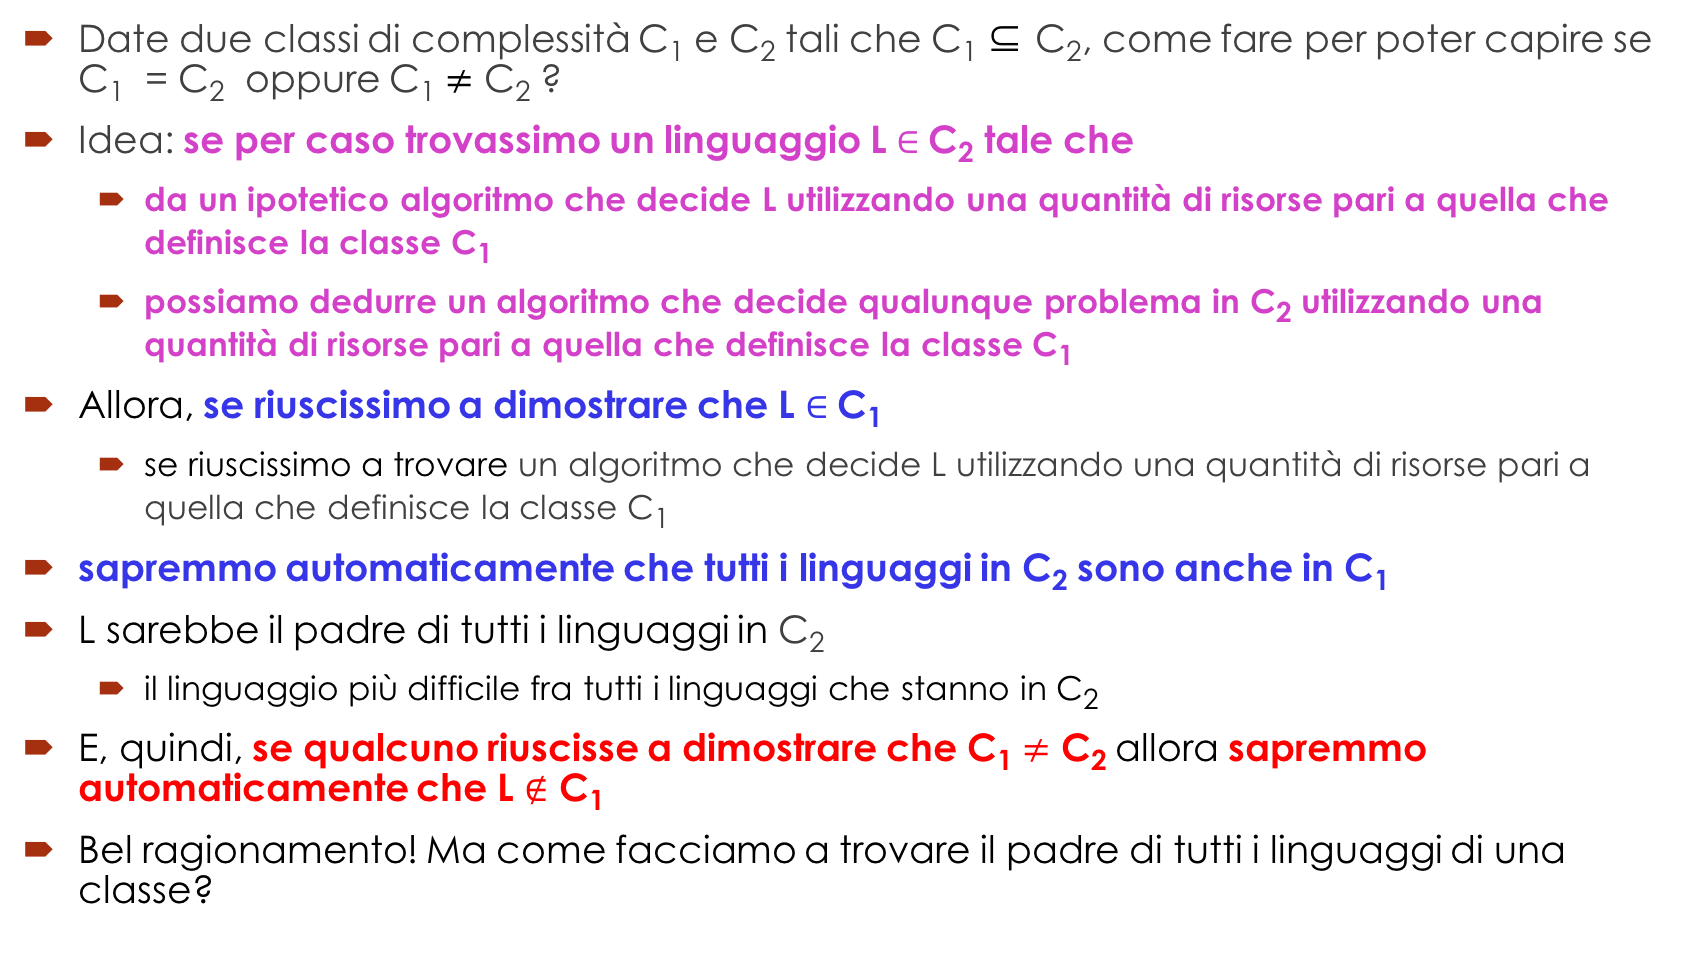 Date due classi di complessità C1 e C2 tali che C1 ⊆ C2, come fare per poter capire se
C1 = C2 oppure C1 ≠ C2 ?
Idea: se per caso trovassimo un linguaggio L ∈ C2 tale che
da un ipotetico algoritmo che decide L utilizzando una quantità di risorse pari a quella che
definisce la classe C1
possiamo dedurre un algoritmo che decide qualunque problema in C2 utilizzando una
quantità di risorse pari a quella che definisce la classe C1
Allora, se riuscissimo a dimostrare che L ∈ C1
se riuscissimo a trovare un algoritmo che decide L utilizzando una quantità di risorse pari a
quella che definisce la classe C1
sapremmo automaticamente che tutti i linguaggi in C2 sono anche in C1
L sarebbe il padre di tutti i linguaggi in C2
il linguaggio più difficile fra tutti i linguaggi che stanno in C2
E, quindi, se qualcuno riuscisse a dimostrare che C1 ≠ C2 allora sapremmo
automaticamente che L ∉ C1
Bel ragionamento! Ma come facciamo a trovare il padre di tutti i linguaggi di una
classe?